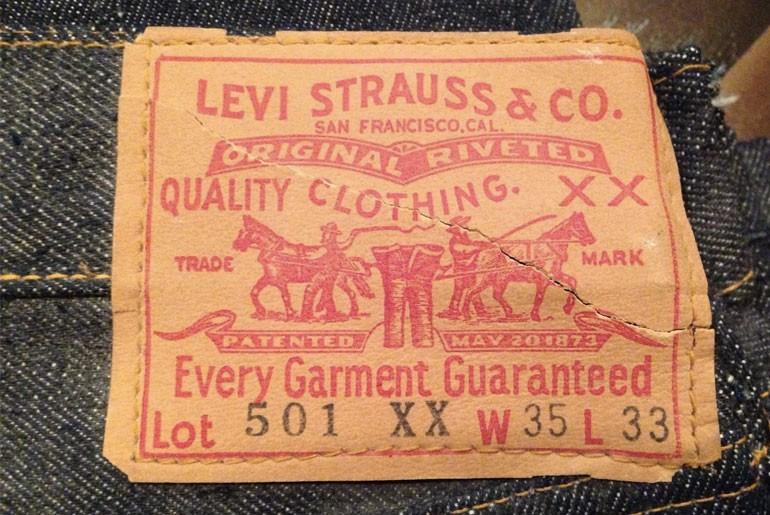 LEVI STRAUSS & CO.
SAN FRANCISCO, CAL.
ORIGINAL RIVETED
QUALITY CLOTHING. XX
TRADE MARK
PATENTED MAY 20 1873
Every Garment Guaranteed
Lot 501 XX W 35 L 33